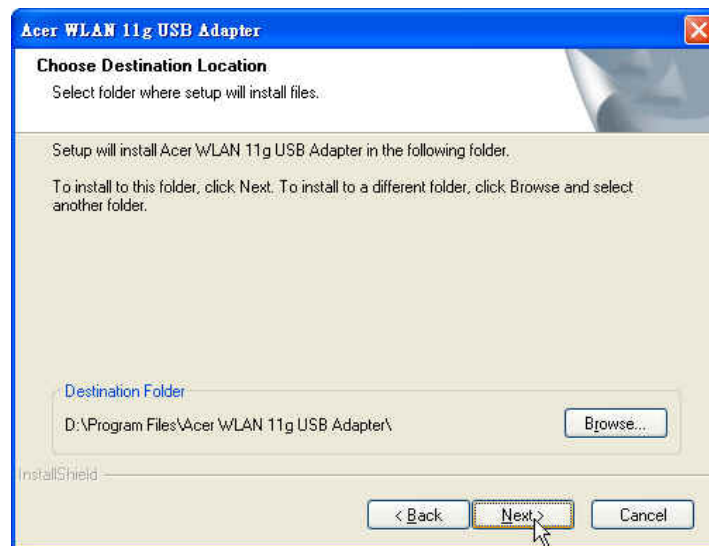 Acer WLAN 11g USB Adapter
Choose Destination Location
Select folder where setup will install files.
Setup will install Acer WLAN 11g USB Adapter in the following folder.
To install to this folder, click Next. To install to a different folder, click Browse and select
another folder.
Destination Folder
D:\Program Files\Acer WLAN 11g USB Adapter\
Browse...
InstallShield
< Back
Next >
Cancel